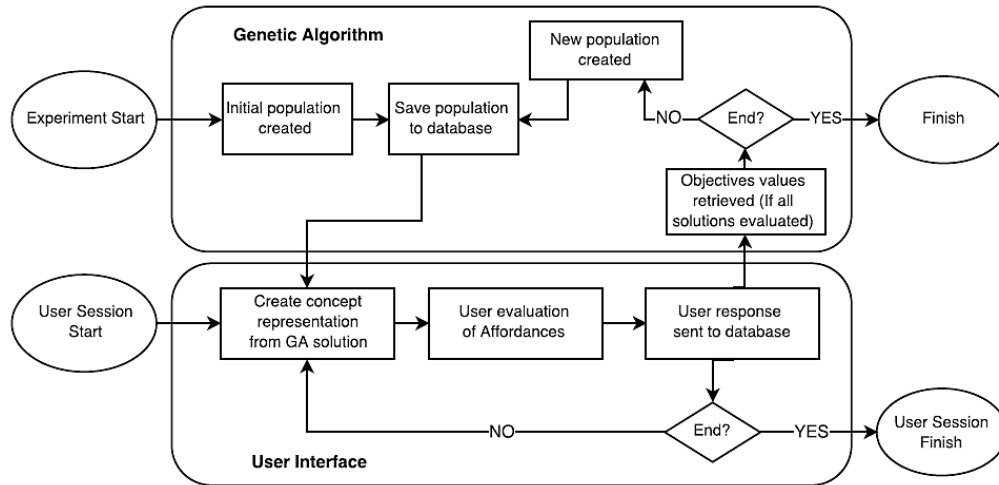 Genetic Algorithm
New population
created
Experiment Start
Initial population
created
Save population
to database
NO
End?
YES
Finish
Objectives values
retrieved (If all
solutions evaluated)
User Session
Start
Create concept
representation
from GA solution
User evaluation
of Affordances
User response
sent to database
NO
End?
YES
User Session
Finish
User Interface